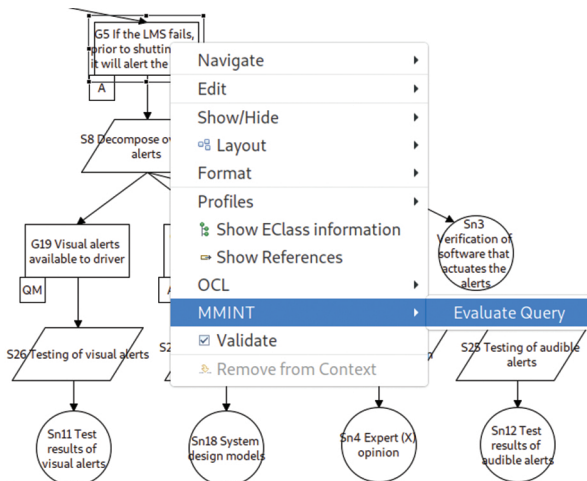 G5 If the LMS fails,
prior to shutting
it will alert the
A
S8 Decompose
alerts
Navigate
Edit
Show/Hide
Layout
Format
Profiles
Show EClass information
Show References
OCL
MMINT
Evaluate Query
Validate
Remove from Context
G19 Visual alerts
available to driver
QM
Sn3
Verification of
software that
actuates the
alerts
S26 Testing of visual alerts
S25 Testing of audible
alerts
Sn11 Test
results of
visual alerts
Sn18 System
design models
Sn4 Expert (X)
opinion
Sn12 Test
results of
audible alerts